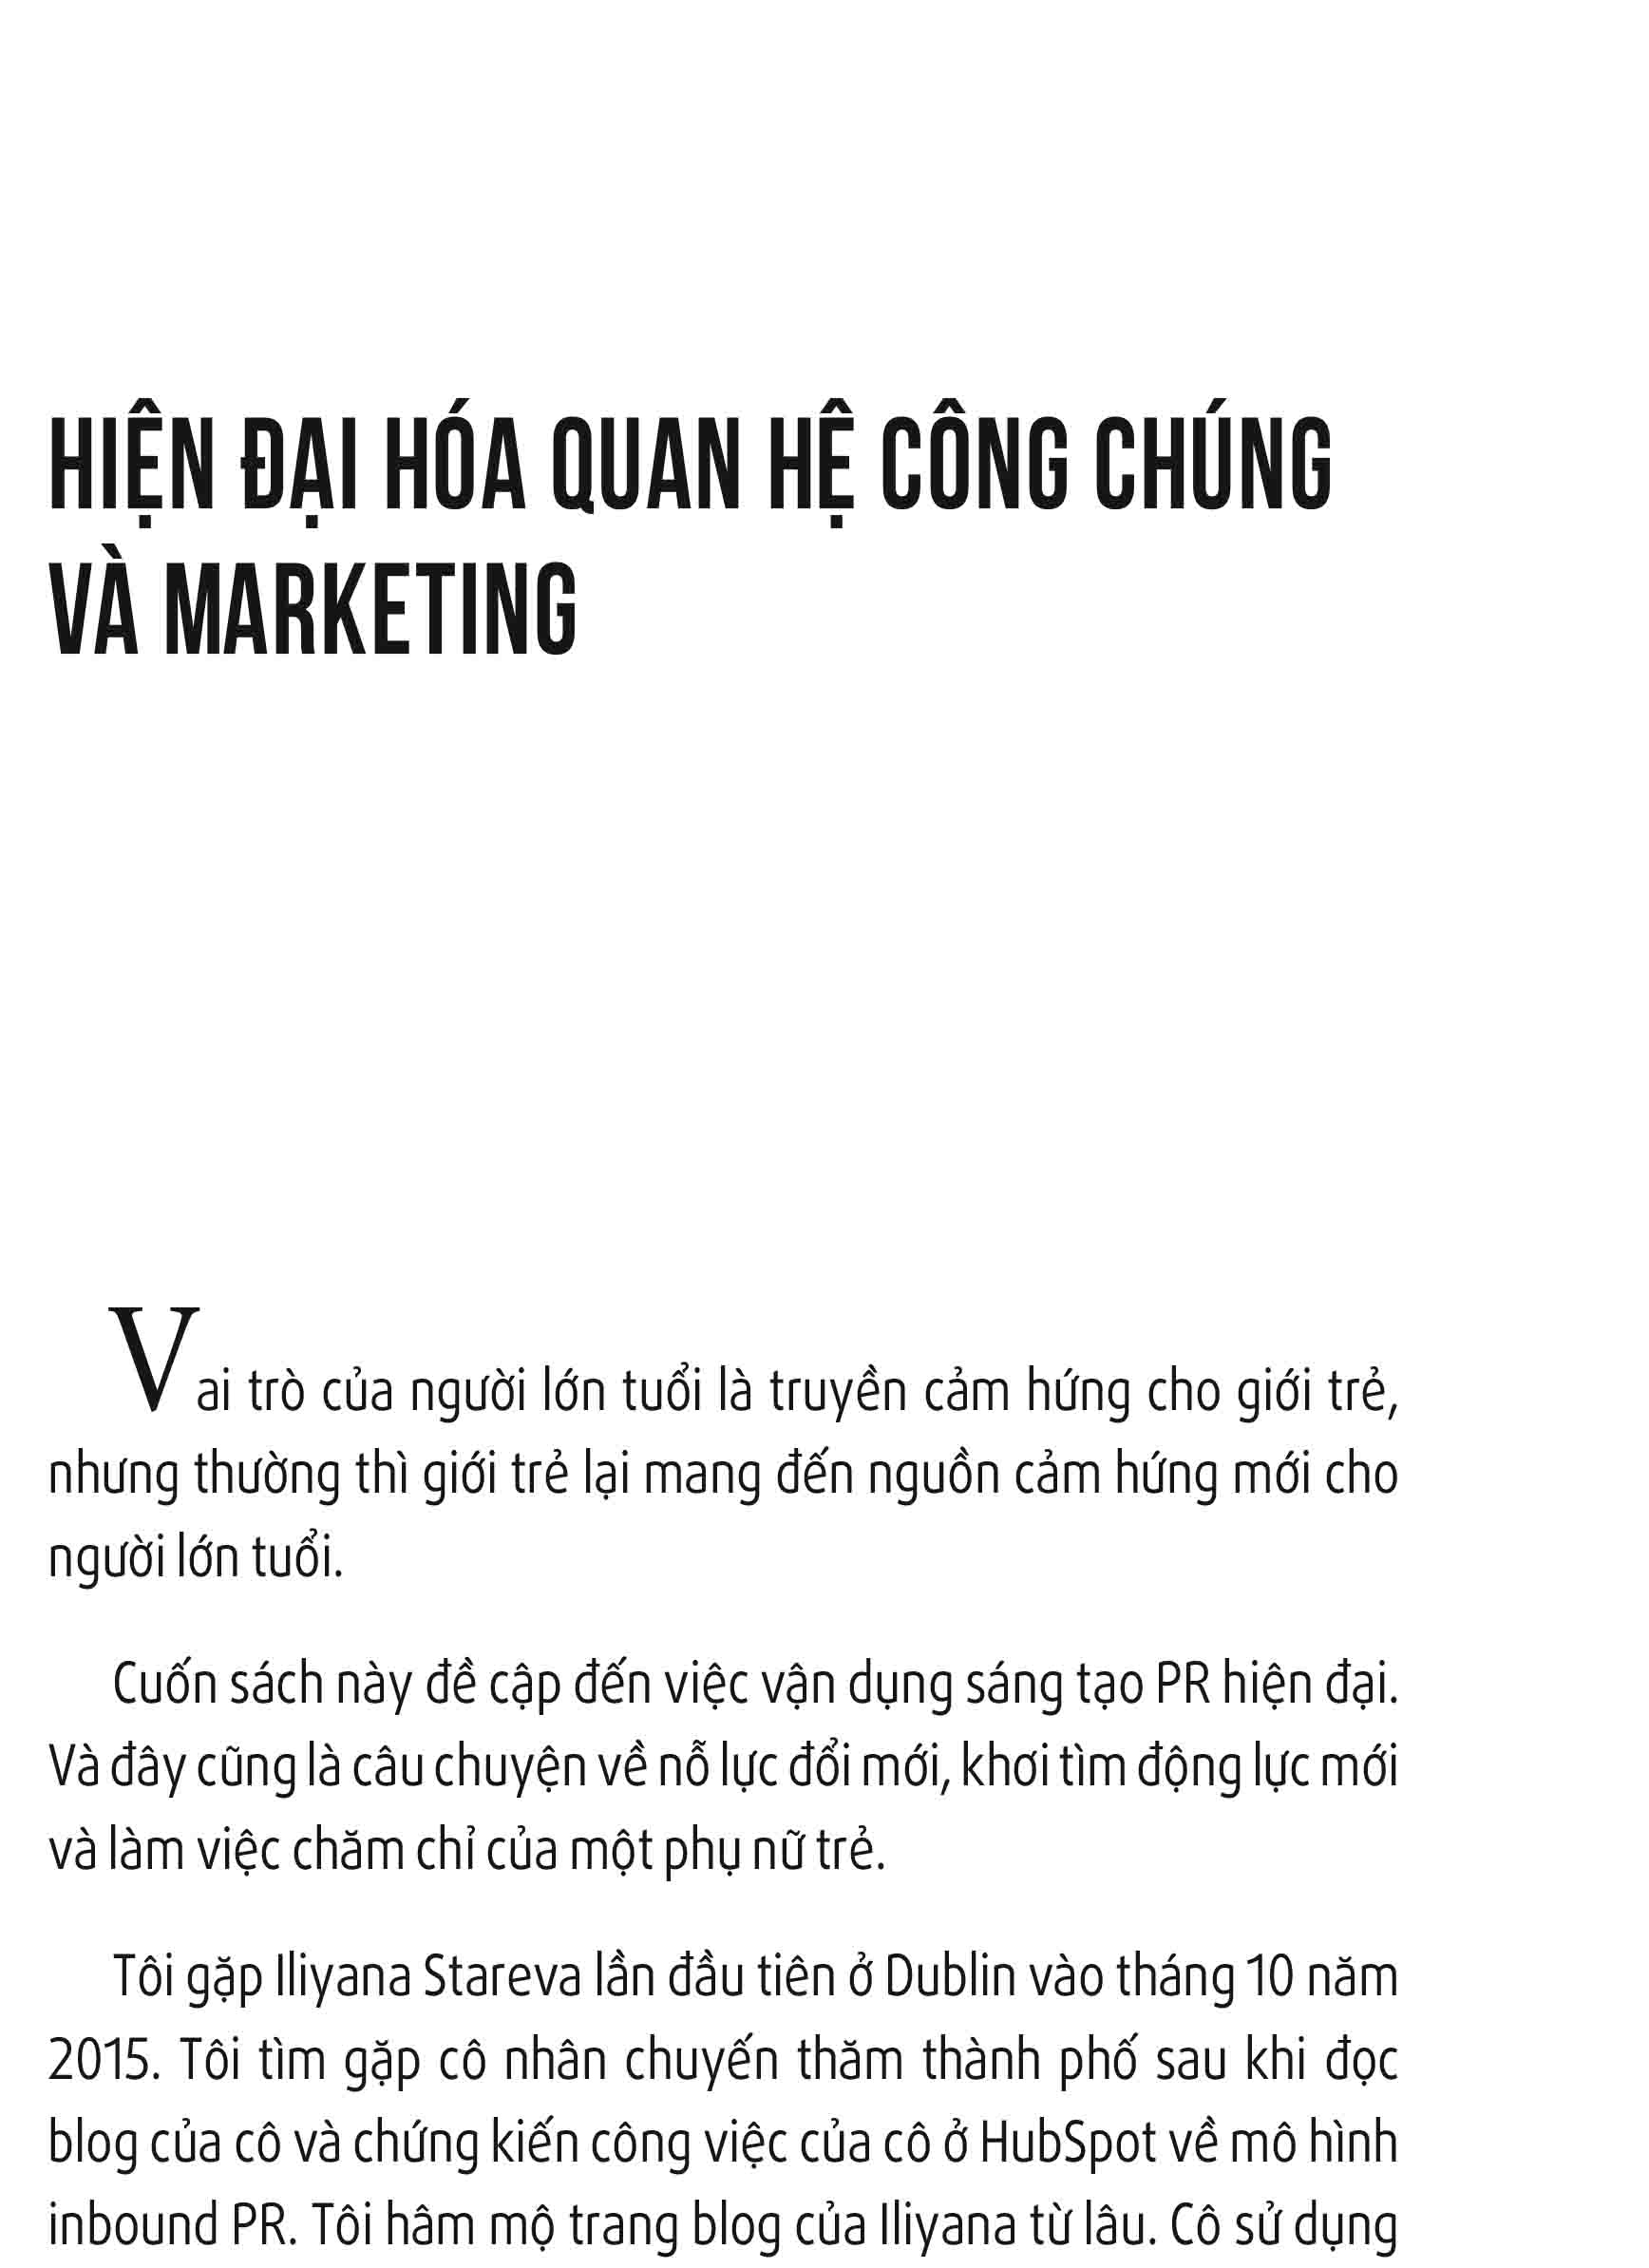 HIỆN ĐẠI HÓA QUAN HỆ CÔNG CHÚNG
VÀ MARKETING
Vai trò của người lớn tuổi là truyền cảm hứng cho giới trẻ,
nhưng thường thì giới trẻ lại mang đến nguồn cảm hứng mới cho
người lớn tuổi.
Cuốn sách này đề cập đến việc vận dụng sáng tạo PR hiện đại.
Và đây cũng là câu chuyện về nỗ lực đổi mới, khơi tìm động lực mới
và làm việc chăm chỉ của một phụ nữ trẻ.
Tôi gặp Iliyana Stareva lần đầu tiên ở Dublin vào tháng 10 năm
2015. Tôi tìm gặp cô nhân chuyến thăm thành phố sau khi đọc
blog của cô và chứng kiến công việc của cô ở HubSpot về mô hình
inbound PR. Tôi hâm mộ trang blog của Iliyana từ lâu. Cô sử dụng